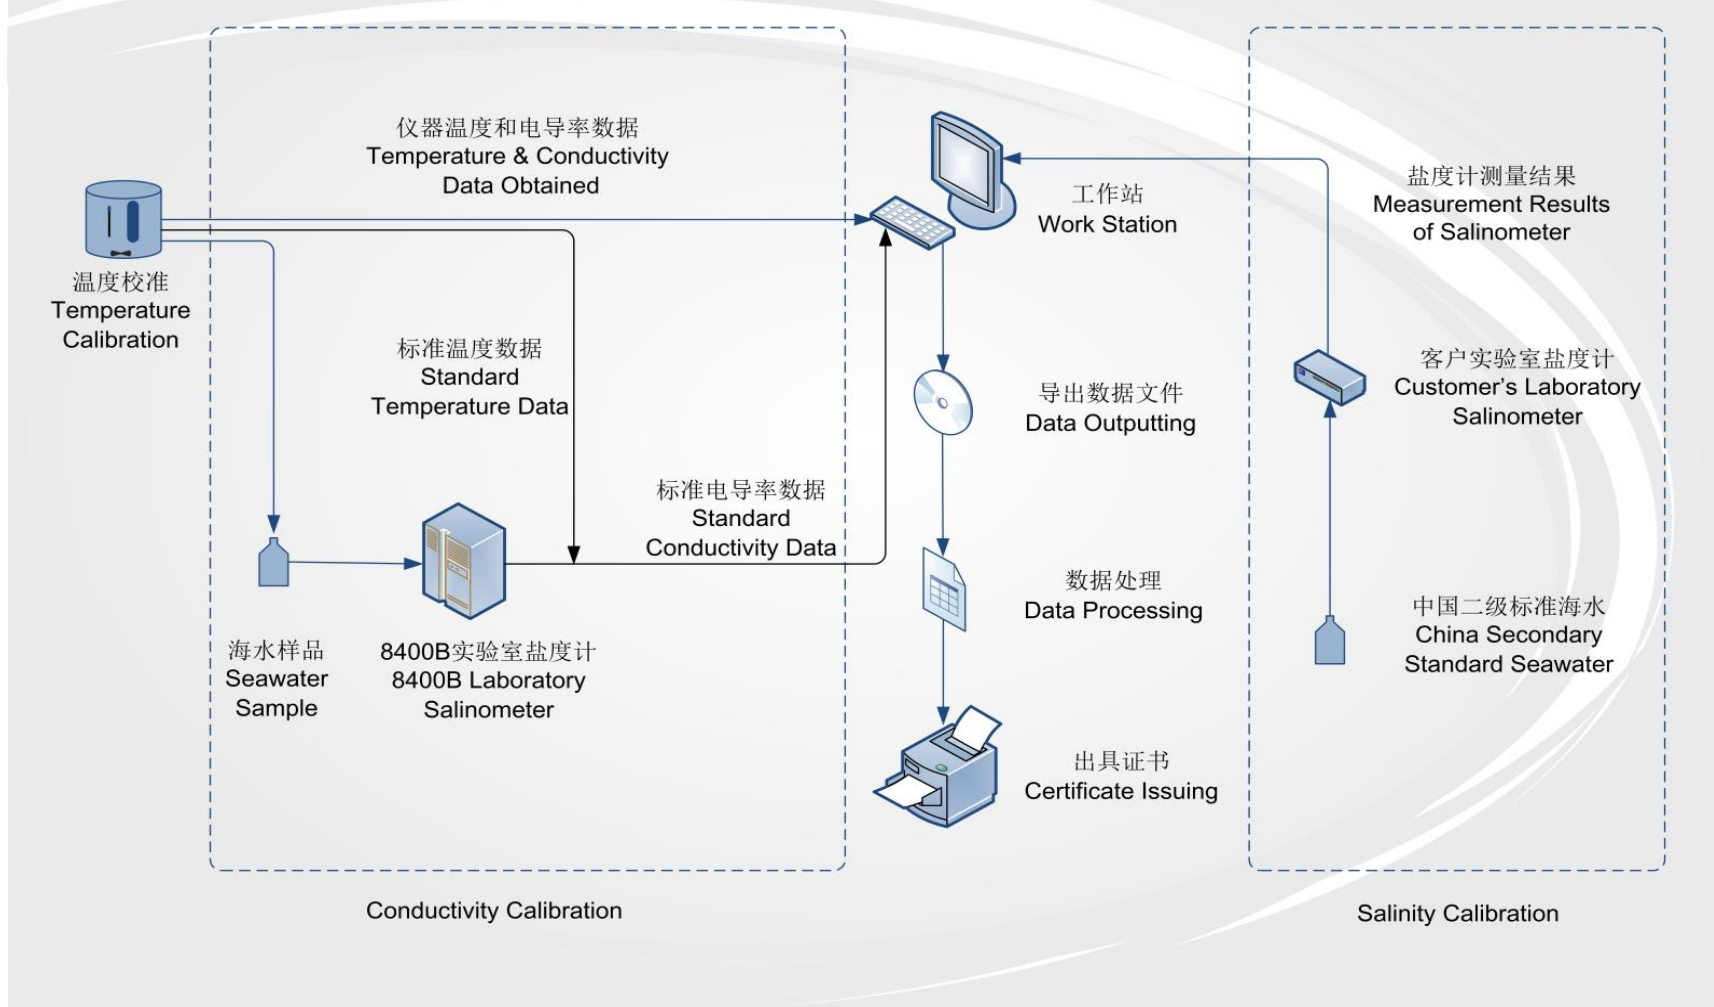 仪器温度和电导率数据
Temperature & Conductivity
Data Obtained
温度校准
Temperature
Calibration
标准温度数据
Standard
Temperature Data
标准电导率数据
Standard
Conductivity Data
海水样品
Seawater
Sample
8400B实验室盐度计
8400B Laboratory
Salinometer
Conductivity Calibration
工作站
Work Station
导出数据文件
Data Outputting
数据处理
Data Processing
出具证书
Certificate Issuing
盐度计测量结果
Measurement Results
of Salinometer
客户实验室盐度计
Customer's Laboratory
Salinometer
中国二级标准海水
China Secondary
Standard Seawater
Salinity Calibration